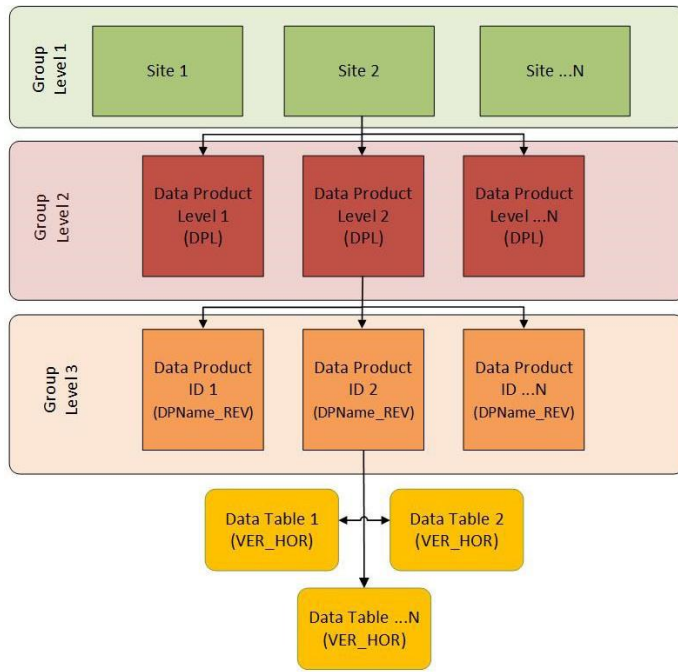 Group
Level 1
Site 1
Site 2
Site ...N
Group
Level 2
Data Product
Level 1
(DPL)
Data Product
Level 2
(DPL)
Data Product
Level ...N
(DPL)
Group
Level 3
Data Product
ID 1
(DPName_REV)
Data Product
ID 2
(DPName_REV)
Data Product
ID ...N
(DPName_REV)
Data Table 1
(VER_HOR)
Data Table 2
(VER_HOR)
Data Table ...N
(VER_HOR)